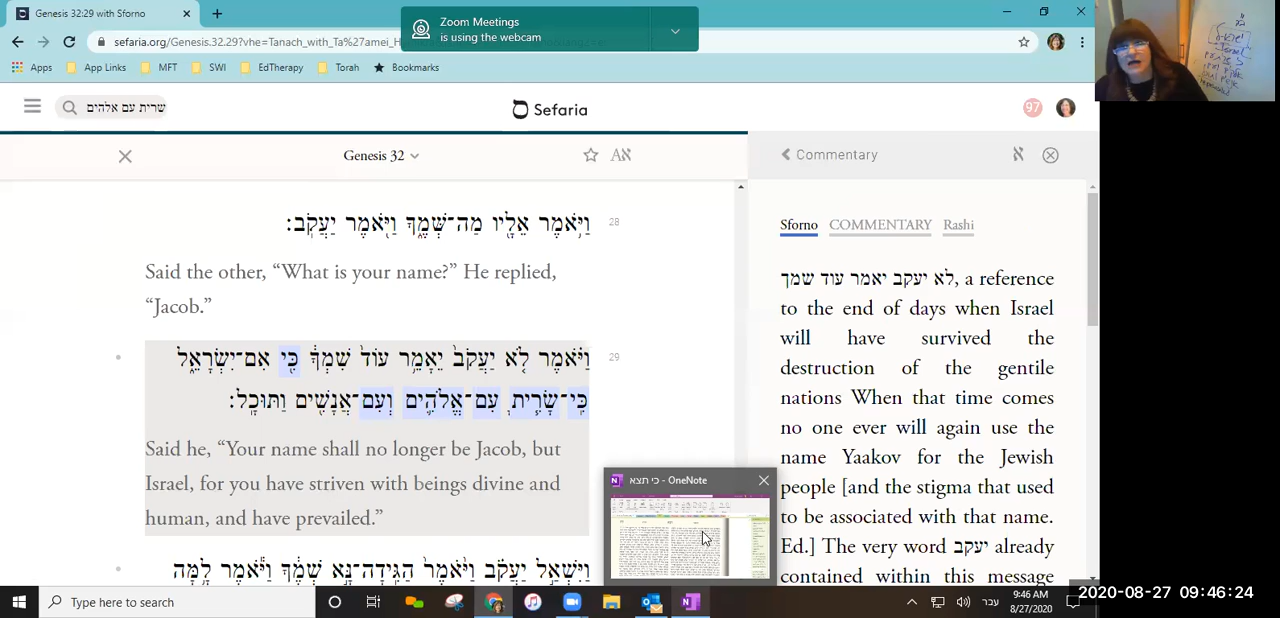 Genesis 32:29 with Sforno
Zoom Meetings
is using the webcam
sefaria.org/Genesis.32.29?vhe=Tanach_with_Ta%27amei_H
Apps
App Links
MFT
SWI
EdTherapy
Torah
Bookmarks
שרית עם אלהים
Sefaria
97
Genesis 32
Commentary
וַיֹּ֥אמֶר אֵלָ֖יו מַה־שְּׁמֶ֑ךָ וַיֹּ֖אמֶר יַעֲקֹֽב׃
28
Said the other, “What is your name?” He replied,
“Jacob.”
וַיֹּ֗אמֶר לֹ֤א יַעֲקֹב֙ יֵאָמֵ֥ר עוֹד֙ שִׁמְךָ֔ כִּ֖י אִם־יִשְׂרָאֵ֑ל
29
כִּֽי־שָׂרִ֧יתָ עִם־אֱלֹהִ֛ים וְעִם־אֲנָשִׁ֖ים וַתּוּכָֽל׃
Said he, “Your name shall no longer be Jacob, but
Israel, for you have striven with beings divine and
human, and have prevailed.”
וַיִּשְׁאַ֣ל יַעֲקֹ֗ב וַיֹּ֙אמֶר֙ הַגִּֽידָה־נָּ֣א שְׁמֶ֔ךָ וַיֹּ֕אמֶר לָ֥מָּה
Sforno
COMMENTARY
Rashi
לא יעקב יאמר עוד שמך, a reference
to the end of days when Israel
will have survived the
destruction of the gentile
nations When that time comes
no one ever will again use the
name Yaakov for the Jewish
people [and the stigma that used
to be associated with that name.
Ed.] The very word יעקב already
contained within this message
כי תצא - OneNote
Type here to search
עבר
9:46 AM
8/27/2020
2020-08-27 09:46:24